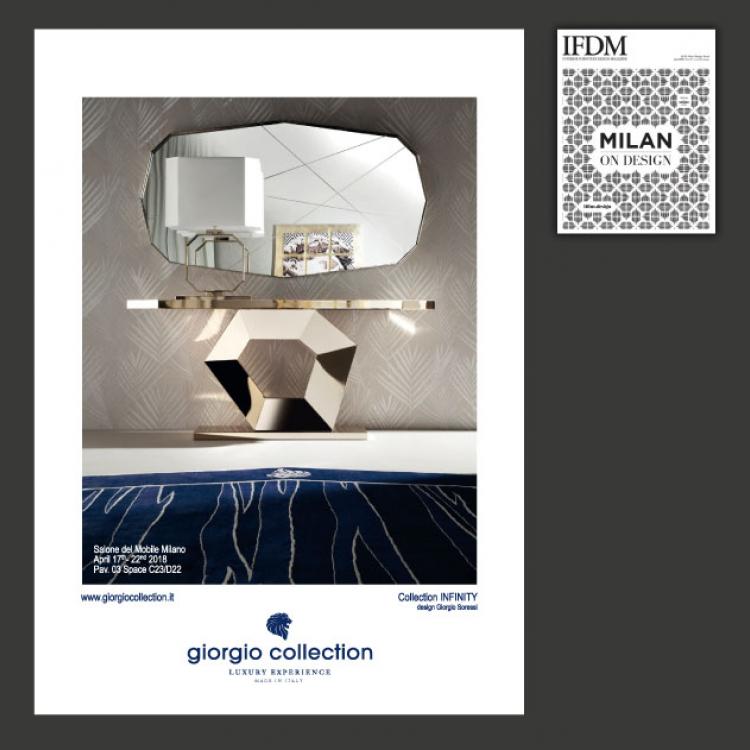 Salone del Mobile Milano
April 17th - 22nd 2018
Pav. 03 Space C23/D22
www.giorgiocollection.it
Collection INFINITY
design Giorgio Soressi
giorgio collection
LUXURY EXPERIENCE
MADE IN ITALY
IFDM
MILAN
ON DESIGN